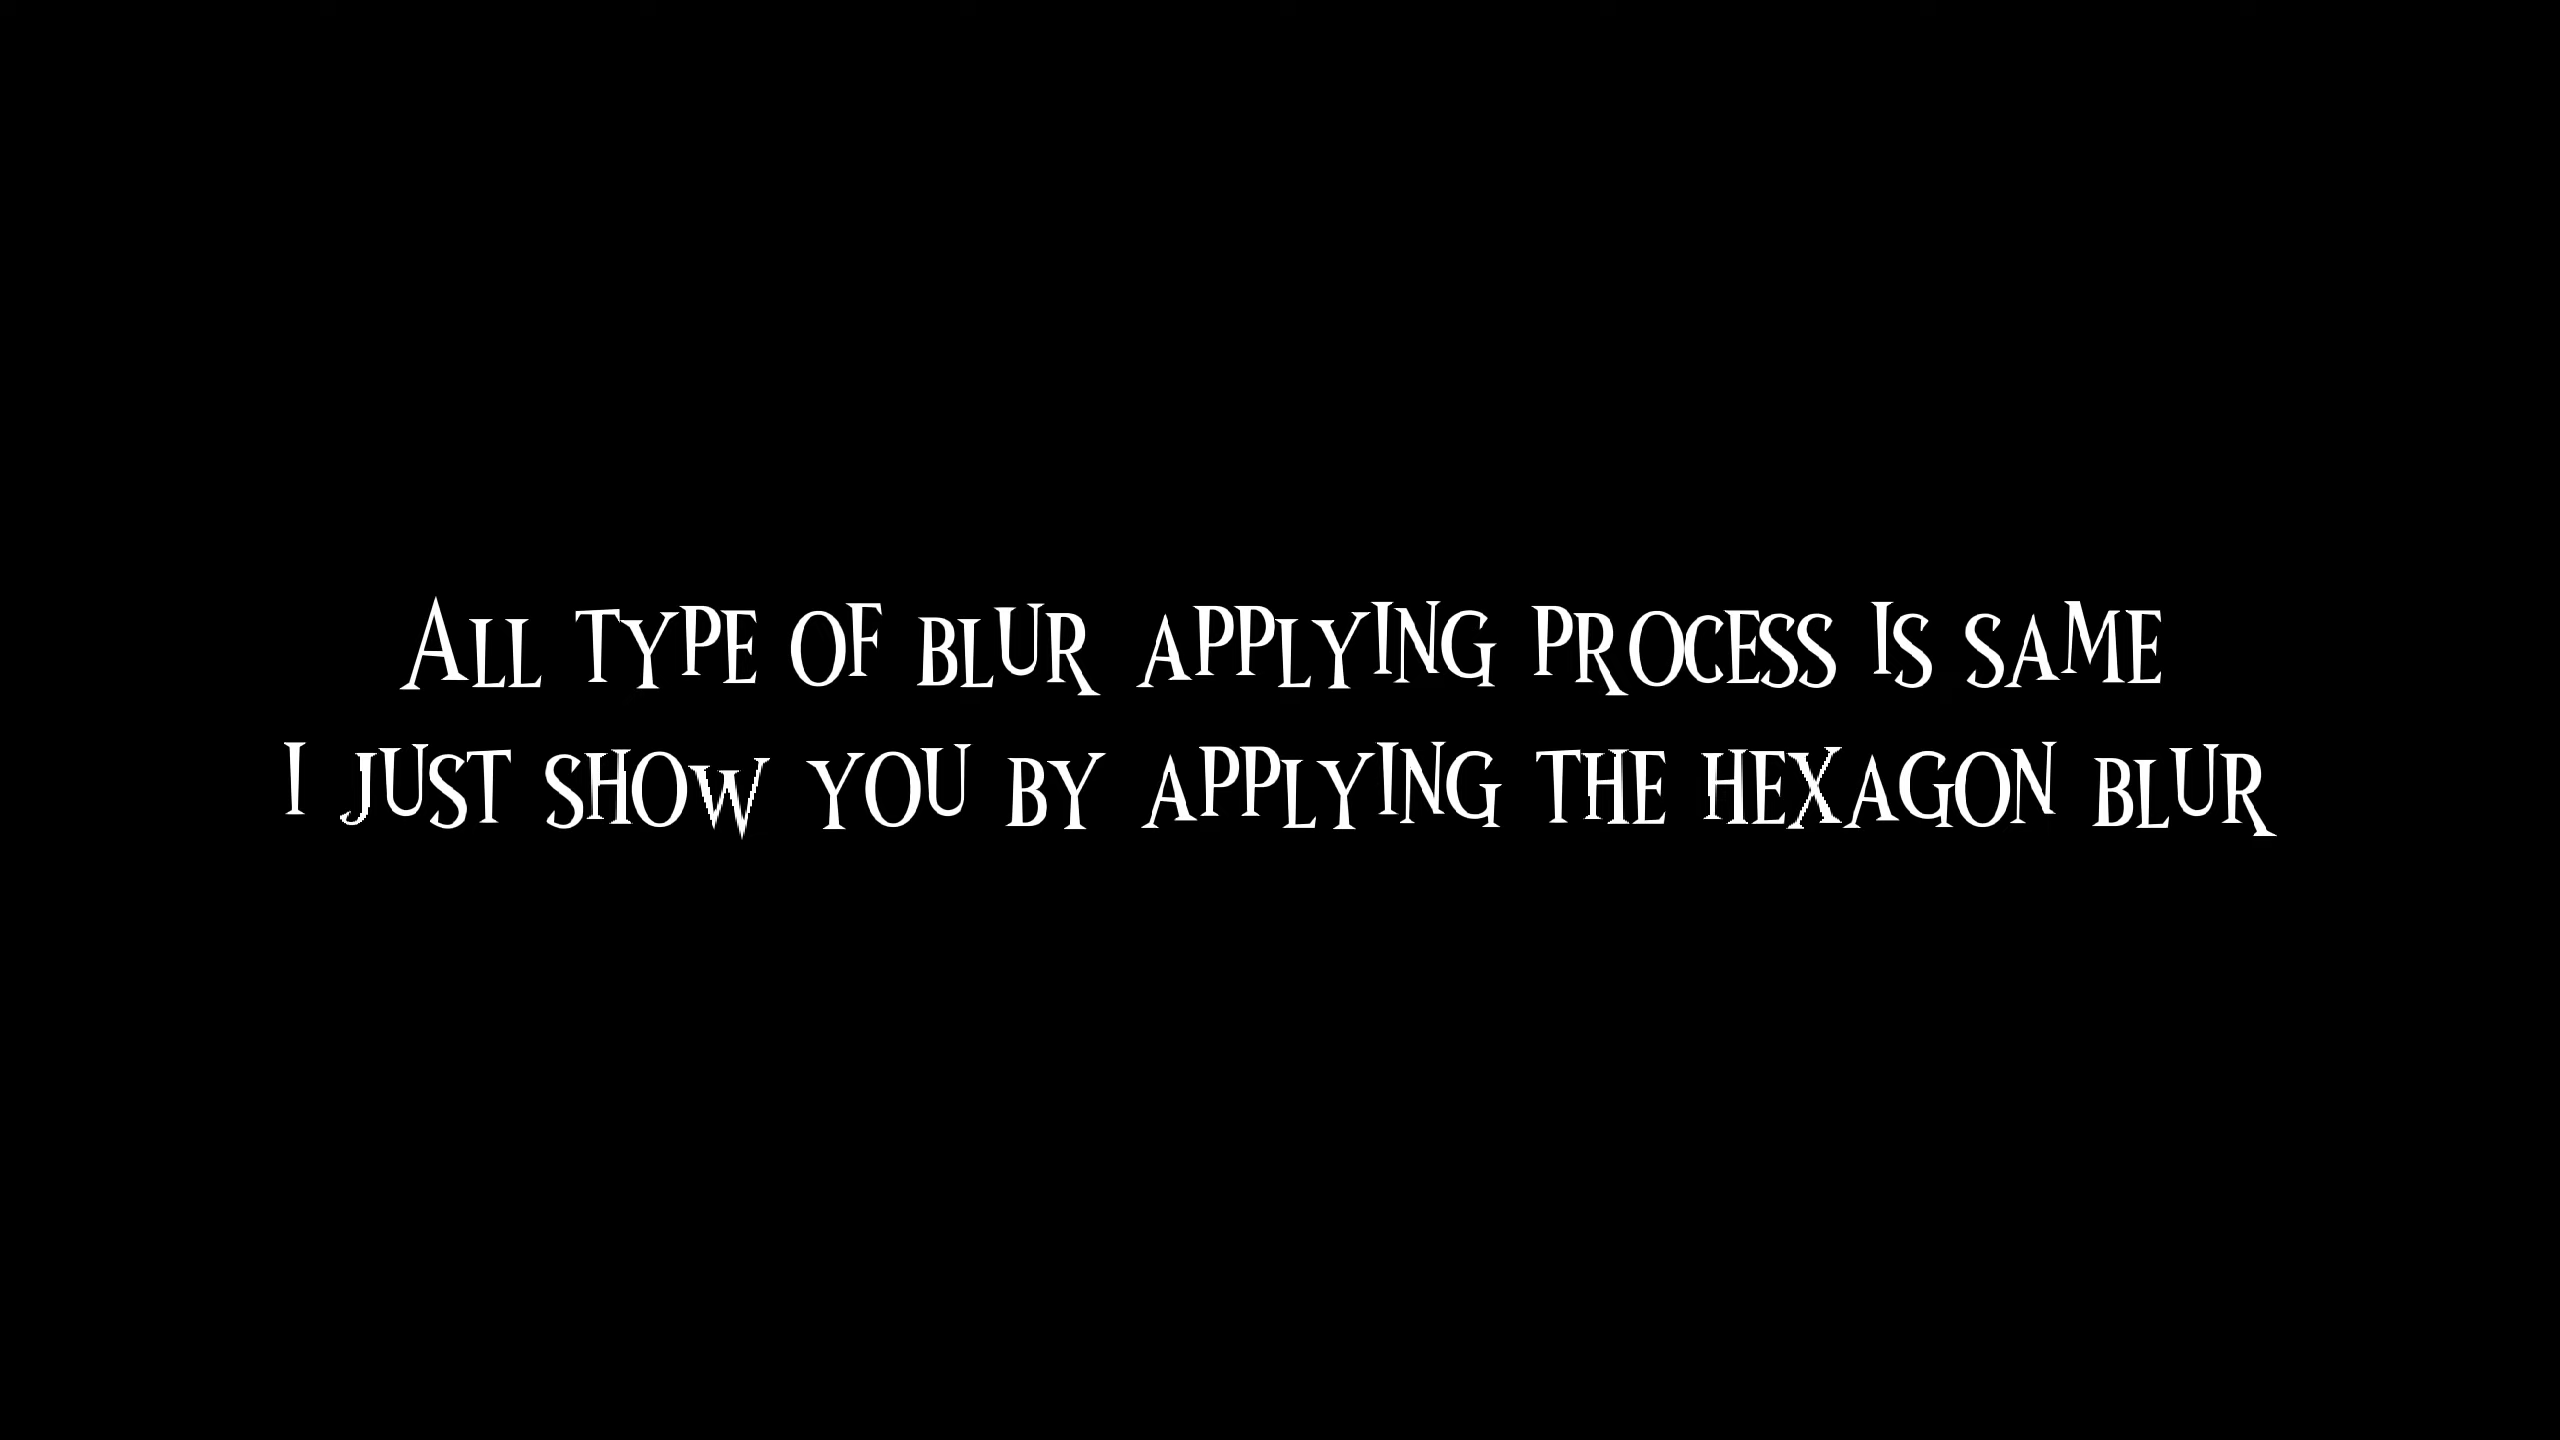 All type of blur applying process is same
I just show you by applying the hexagon blur